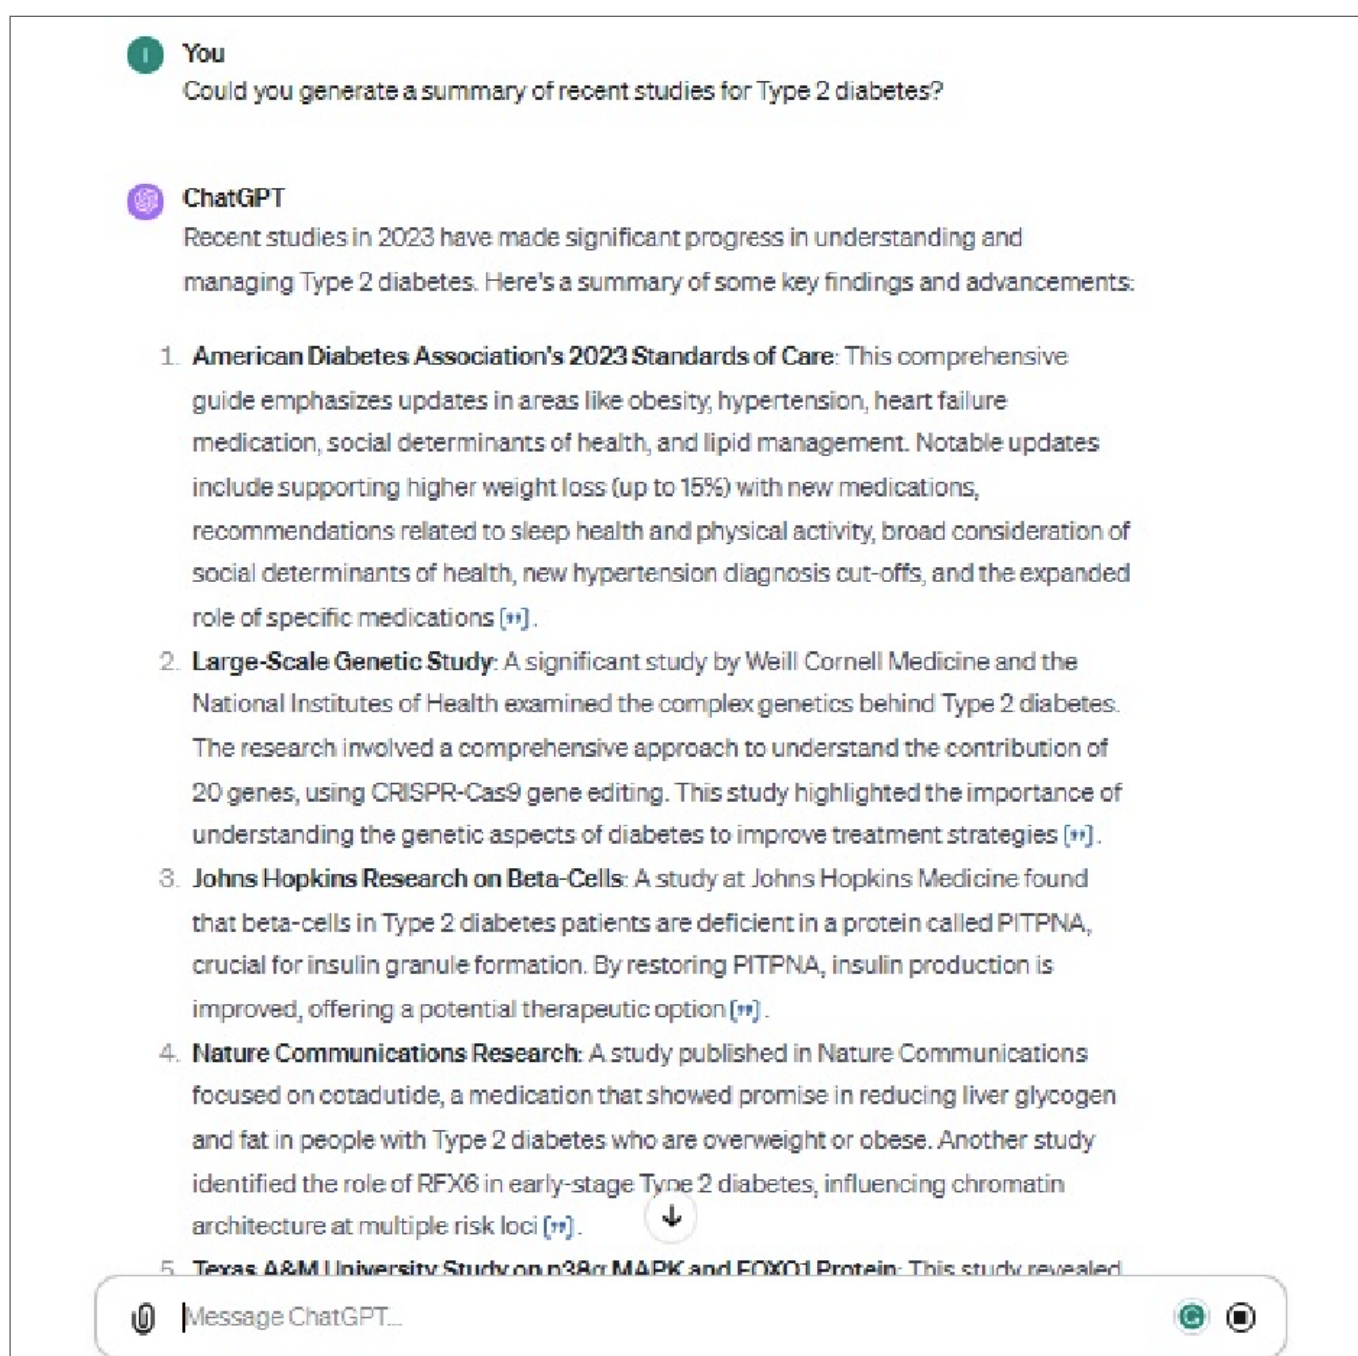 You
Could you generate a summary of recent studies for Type 2 diabetes?
ChatGPT
Recent studies in 2023 have made significant progress in understanding and
managing Type 2 diabetes. Here's a summary of some key findings and advancements:
1. American Diabetes Association's 2023 Standards of Care: This comprehensive
guide emphasizes updates in areas like obesity, hypertension, heart failure
medication, social determinants of health, and lipid management. Notable updates
include supporting higher weight loss (up to 15%) with new medications,
recommendations related to sleep health and physical activity, broad consideration of
social determinants of health, new hypertension diagnosis cut-offs, and the expanded
role of specific medications ["].
2. Large-Scale Genetic Study: A significant study by Weill Cornell Medicine and the
National Institutes of Health examined the complex genetics behind Type 2 diabetes.
The research involved a comprehensive approach to understand the contribution of
20 genes, using CRISPR-Cas9 gene editing. This study highlighted the importance of
understanding the genetic aspects of diabetes to improve treatment strategies ["].
3. Johns Hopkins Research on Beta-Cells: A study at Johns Hopkins Medicine found
that beta-cells in Type 2 diabetes patients are deficient in a protein called PITPNA,
crucial for insulin granule formation. By restoring PITPNA, insulin production is
improved, offering a potential therapeutic option ["].
4. Nature Communications Research: A study published in Nature Communications
focused on cotadutide, a medication that showed promise in reducing liver glycogen
and fat in people with Type 2 diabetes who are overweight or obese. Another study
identified the role of RFX6 in early-stage Type 2 diabetes, influencing chromatin
architecture at multiple risk loci ["].
5. Texas A&M University Study on p38α MAPK and FOXO1 Protein: This study revealed
Message ChatGPT...